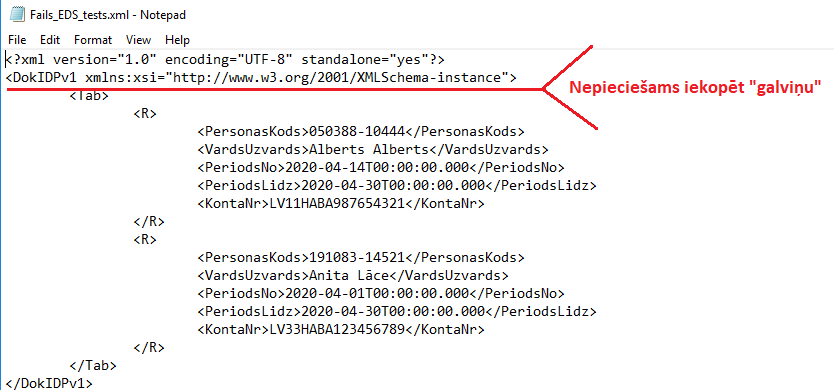 Fails_EDS_tests.xml - Notepad
File Edit Format View Help
<?xml version="1.0" encoding="UTF-8" standalone="yes"?>
<DokIDPv1 xmlns:xsi="http://www.w3.org/2001/XMLSchema-instance">
Nepieciešams iekopēt "galviņu"
<Tab>
<R>
<PersonasKods>050388-10444</PersonasKods>
<VardsUzvards>Alberts Alberts</VardsUzvards>
<PeriodsNo>2020-04-14T00:00:00.000</PeriodsNo>
<PeriodsLidz>2020-04-30T00:00:00.000</PeriodsLidz>
<KontaNr>LV11HABA987654321</KontaNr>
</R>
<R>
<PersonasKods>191083-14521</PersonasKods>
<VardsUzvards>Anita Lāce</VardsUzvards>
<PeriodsNo>2020-04-01T00:00:00.000</PeriodsNo>
<PeriodsLidz>2020-04-30T00:00:00.000</PeriodsLidz>
<KontaNr>LV33HABA123456789</KontaNr>
</R>
</Tab>
</DokIDPv1>